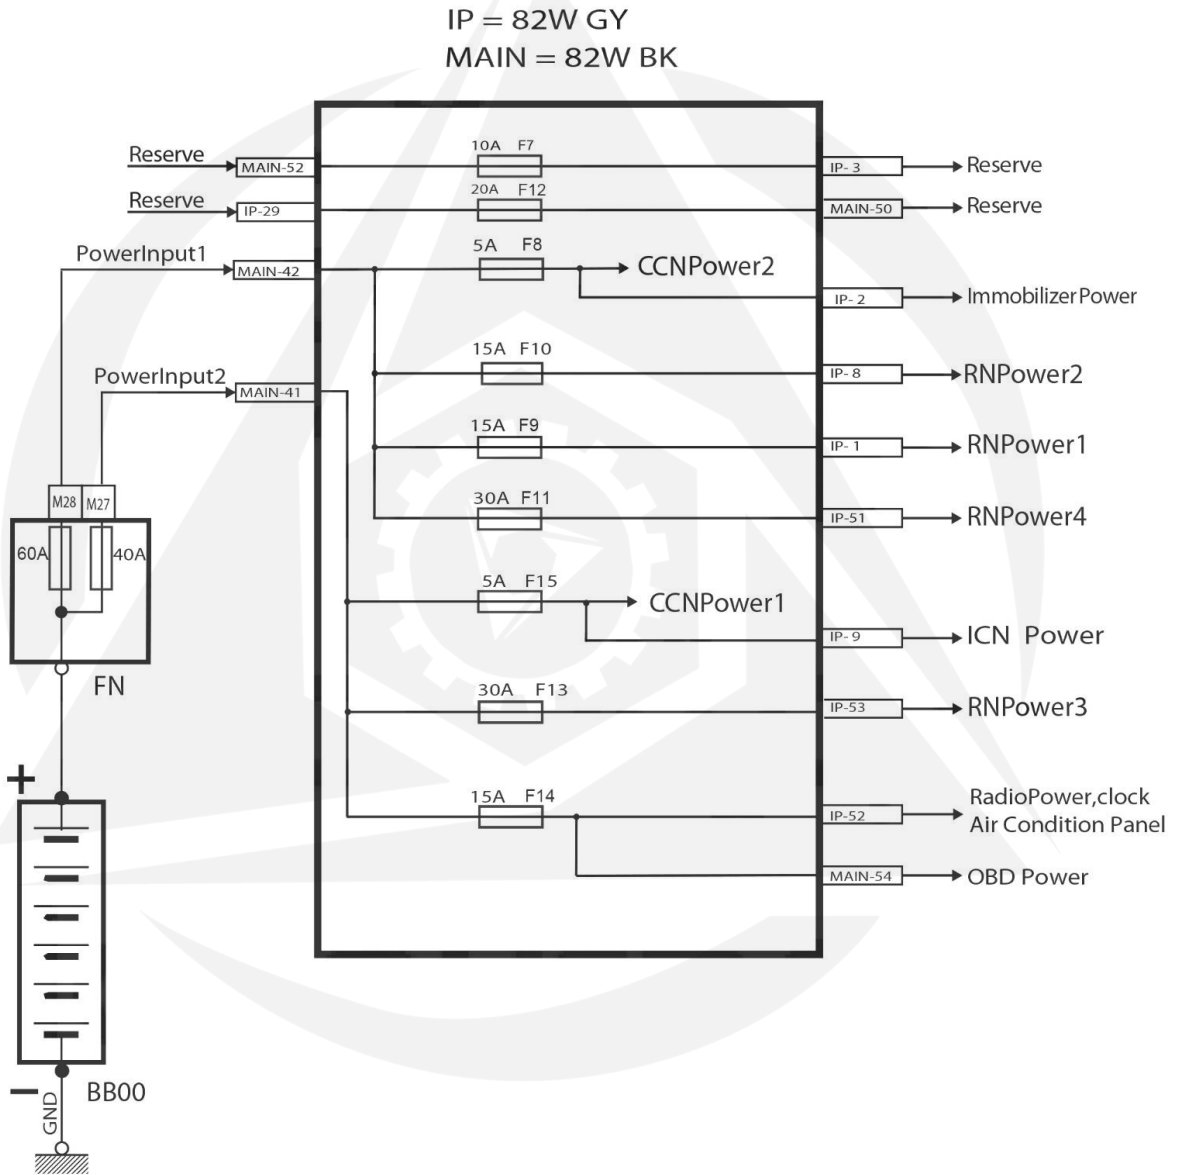 IP = 82W GY
MAIN = 82W BK
Reserve
MAIN-52
10A F7
IP- 3
Reserve
Reserve
IP-29
20A F12
MAIN-50
Reserve
PowerInput1
MAIN-42
5A F8
CCNPower2
IP- 2
ImmobilizerPower
PowerInput2
MAIN-41
15A F10
IP- 8
RNPower2
15A F9
IP- 1
RNPower1
M28
M27
30A F11
IP-51
RNPower4
60A
40A
5A F15
CCNPower1
IP- 9
ICN Power
FN
30A F13
IP-53
RNPower3
+
15A F14
IP-52
RadioPower,clock
Air Condition Panel
MAIN-54
OBD Power
−
BB00
GND